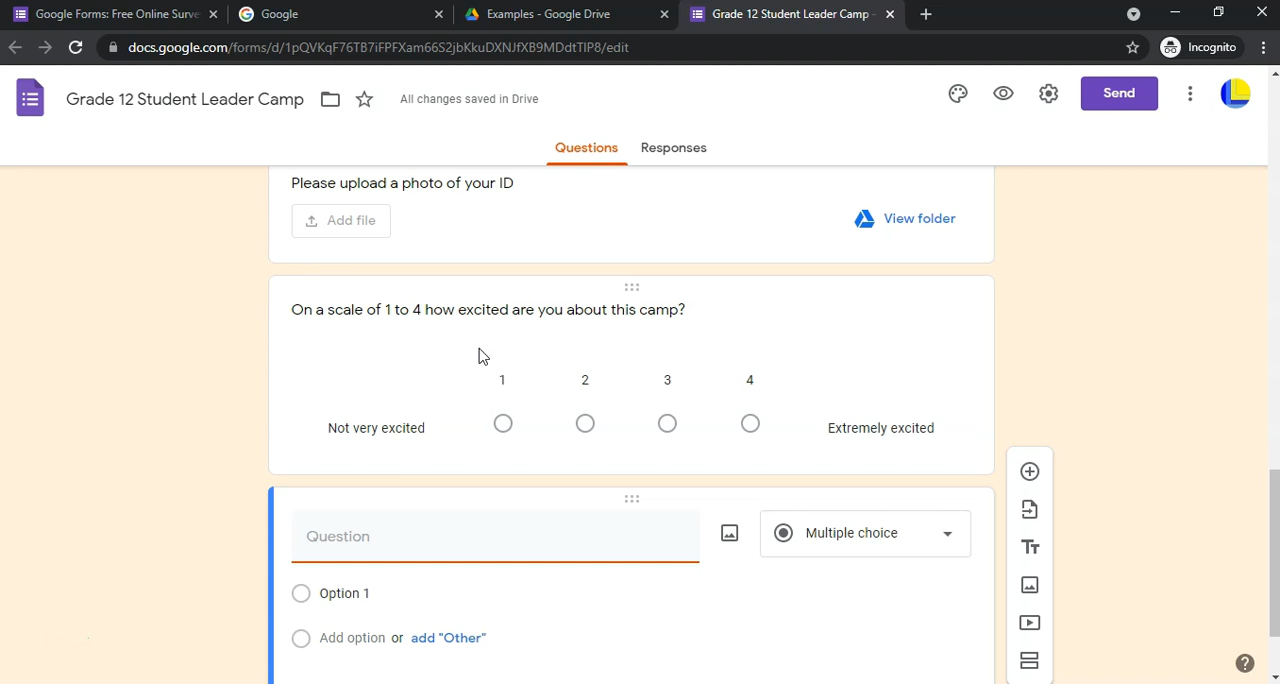 Google Forms: Free Online Surve
Google
Examples - Google Drive
Grade 12 Student Leader Camp -
docs.google.com/forms/d/1pQVKqF76TB7iFPFXam66S2jbKkuDXNJfXB9MDdtTIP8/edit
Incognito
Grade 12 Student Leader Camp
All changes saved in Drive
Send
Questions
Responses
Please upload a photo of your ID
Add file
View folder
On a scale of 1 to 4 how excited are you about this camp?
1 2 3 4
Not very excited
Extremely excited
Question
Multiple choice
Option 1
Add option or add "Other"